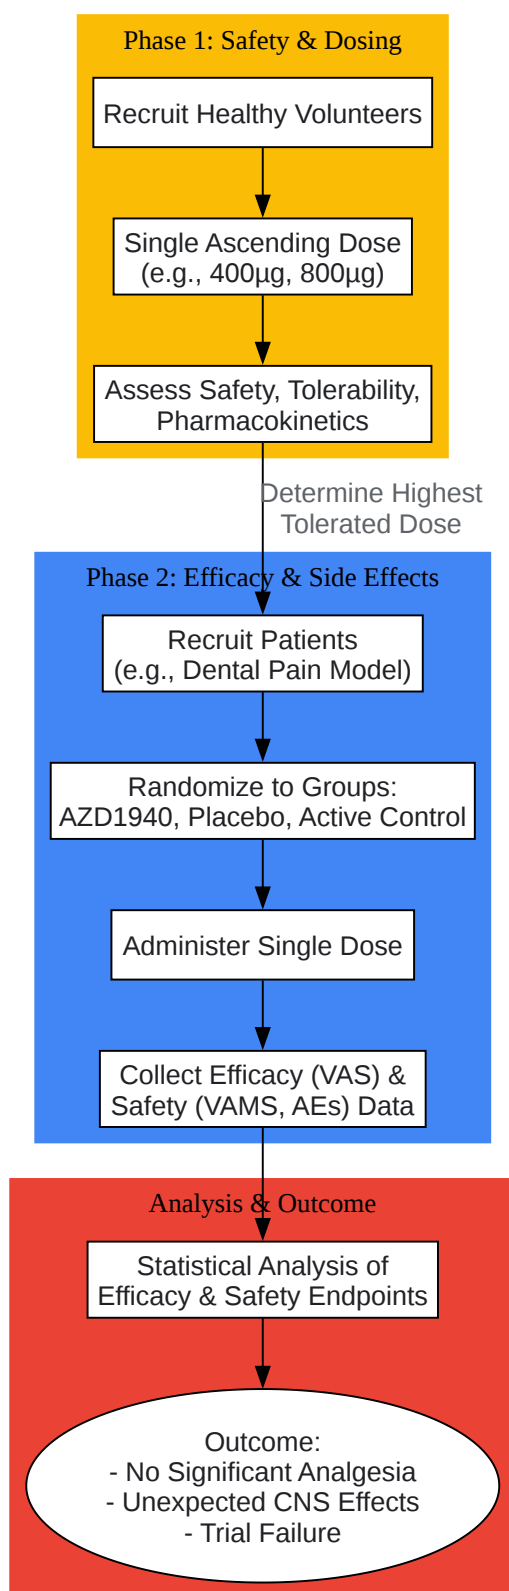 Phase 1: Safety & Dosing
Recruit Healthy Volunteers
Single Ascending Dose
(e.g., 400µg, 800µg)
Assess Safety, Tolerability,
Pharmacokinetics
Determine Highest
Tolerated Dose
Phase 2: Efficacy & Side Effects
Recruit Patients
(e.g., Dental Pain Model)
Randomize to Groups:
AZD1940, Placebo, Active Control
Administer Single Dose
Collect Efficacy (VAS) &
Safety (VAMS, AEs) Data
Analysis & Outcome
Statistical Analysis of
Efficacy & Safety Endpoints
Outcome:
- No Significant Analgesia
- Unexpected CNS Effects
- Trial Failure